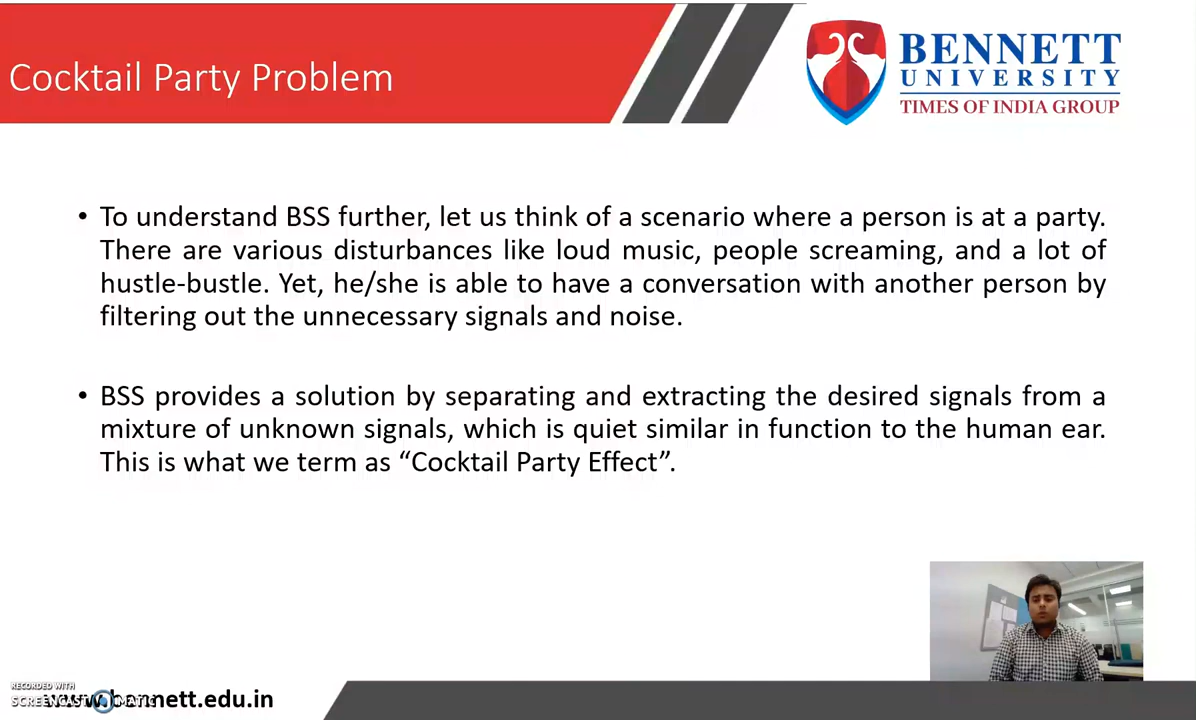 Cocktail Party Problem
BENNETT
UNIVERSITY
TIMES OF INDIA GROUP
• To understand BSS further, let us think of a scenario where a person is at a party.
There are various disturbances like loud music, people screaming, and a lot of
hustle-bustle. Yet, he/she is able to have a conversation with another person by
filtering out the unnecessary signals and noise.
• BSS provides a solution by separating and extracting the desired signals from a
mixture of unknown signals, which is quiet similar in function to the human ear.
This is what we term as “Cocktail Party Effect”.
RECORDED WITH
SCREENCAST MATIC
www.bennett.edu.in